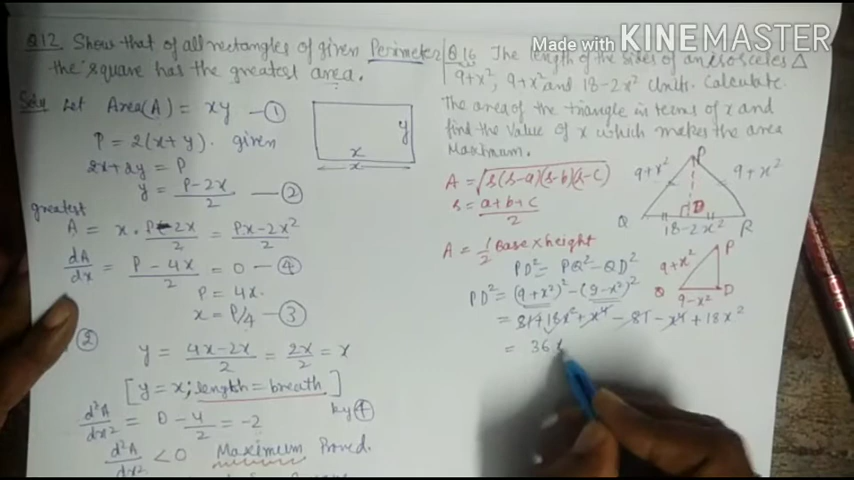 Made with KINEMASTER
Q12. Show that of all rectangles of given Perimeter
the square has the greatest area.
Soln Let Area(A) = xy —①
P = 2(x+y). given
2x+2y = P
y = P-2x/2 —②
greatest
A = x. P-2x/2 = Px-2x²/2
dA/dx = P-4x/2 = 0 —④
P = 4x.
x = P/4 —③
②
y = 4x-2x/2 = 2x/2 = x
[y=x; length = breath]
d²A/dx² = 0 - 4/2 = -2
by ④
d²A/dx² < 0 Maximum Proved.
y
x
x
Q16 The length of the sides of an isosceles △
9+x², 9+x² and 18-2x² Units. Calculate
The area of the triangle in terms of x and
find the value of x which makes the area
Maximum.
A = √s(s-a)(s-b)(s-c)
s = a+b+c/2
A = 1/2 Base × height
PD² = PQ² - QD²
PD² = (9+x²)² - (9-x²)²
= 81+18x²+x⁴ - 81 - x⁴ + 18x²
= 36
P
9+x²
9+x²
Q
D
R
18-2x²
P
9+x²
Q
D
9-x²